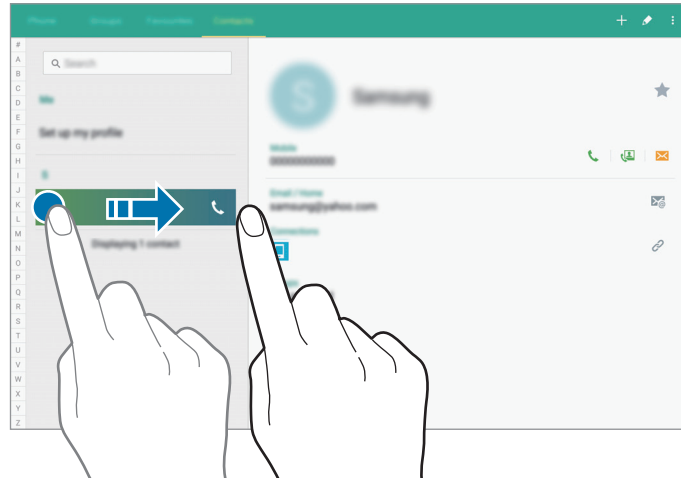 Phone Groups Favourites Contacts
#
A
B
C
D
E
F
G
H
I
J
K
L
M
N
O
P
Q
R
S
T
U
V
W
X
Y
Z
Search
Me
Set up my profile
S
Displaying 1 contact
S Samsung
Mobile
0000000000
Email / Home
samsung@yahoo.com
Connections